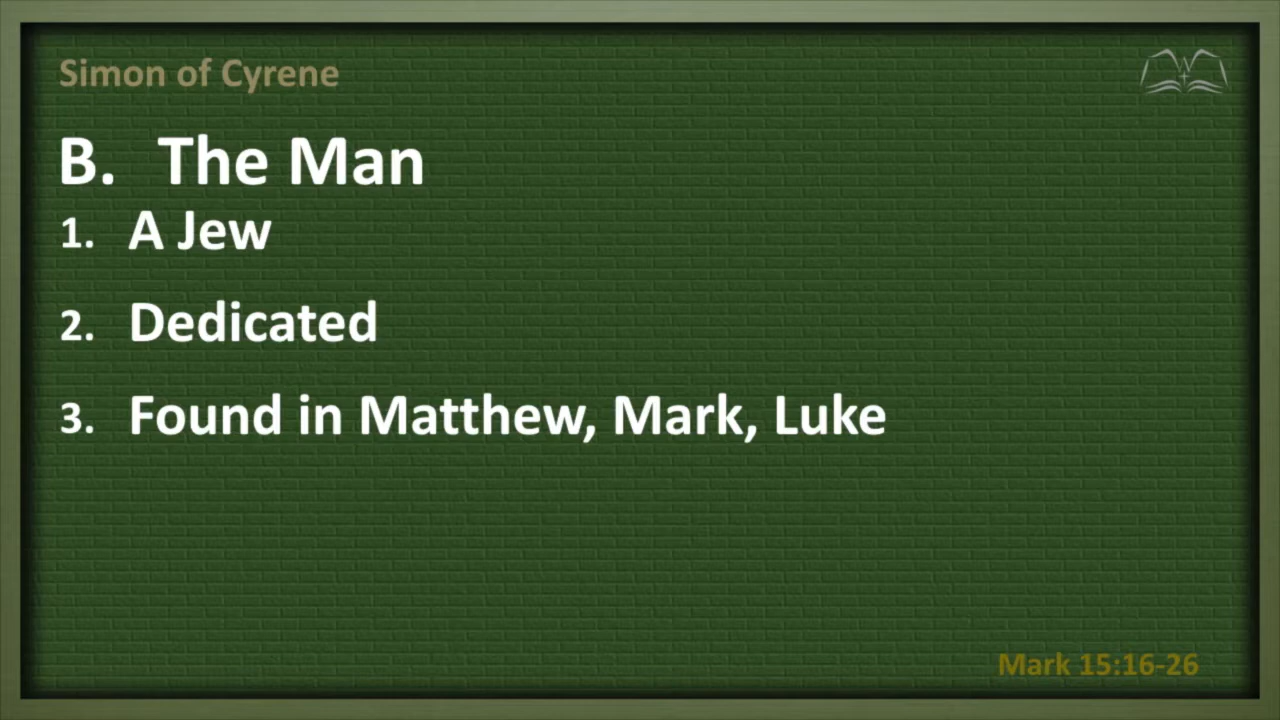 Simon of Cyrene
B. The Man
1. A Jew
2. Dedicated
3. Found in Matthew, Mark, Luke
Mark 15:16-26